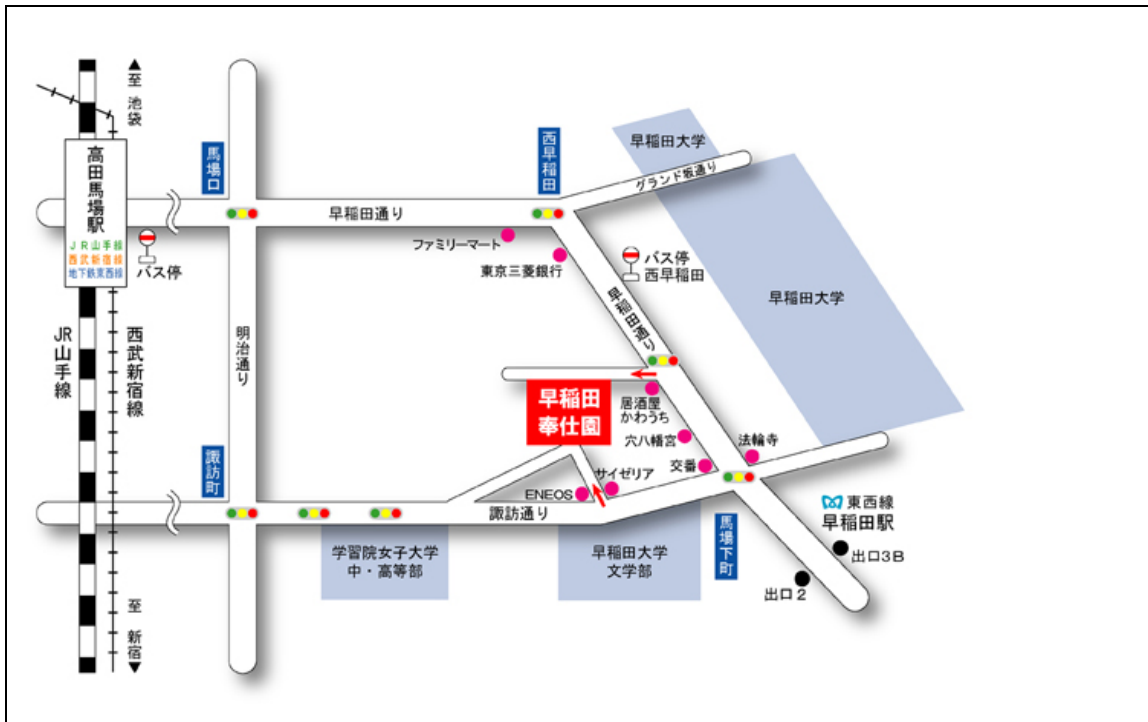 至 池袋
高田馬場駅
JR山手線
西武新宿線
地下鉄東西線
バス停
JR山手線
西武新宿線
至 新宿
馬場口
早稲田通り
明治通り
諏訪町
西早稲田
ファミリーマート
東京三菱銀行
早稲田大学
グランド坂通り
バス停
西早稲田
早稲田大学
早稲田通り
早稲田
奉仕園
居酒屋
かわうち
穴八幡宮
交番
法輪寺
サイゼリア
ENEOS
諏訪通り
学習院女子大学
中・高等部
早稲田大学
文学部
馬場下町
東西線
早稲田駅
出口3B
出口2